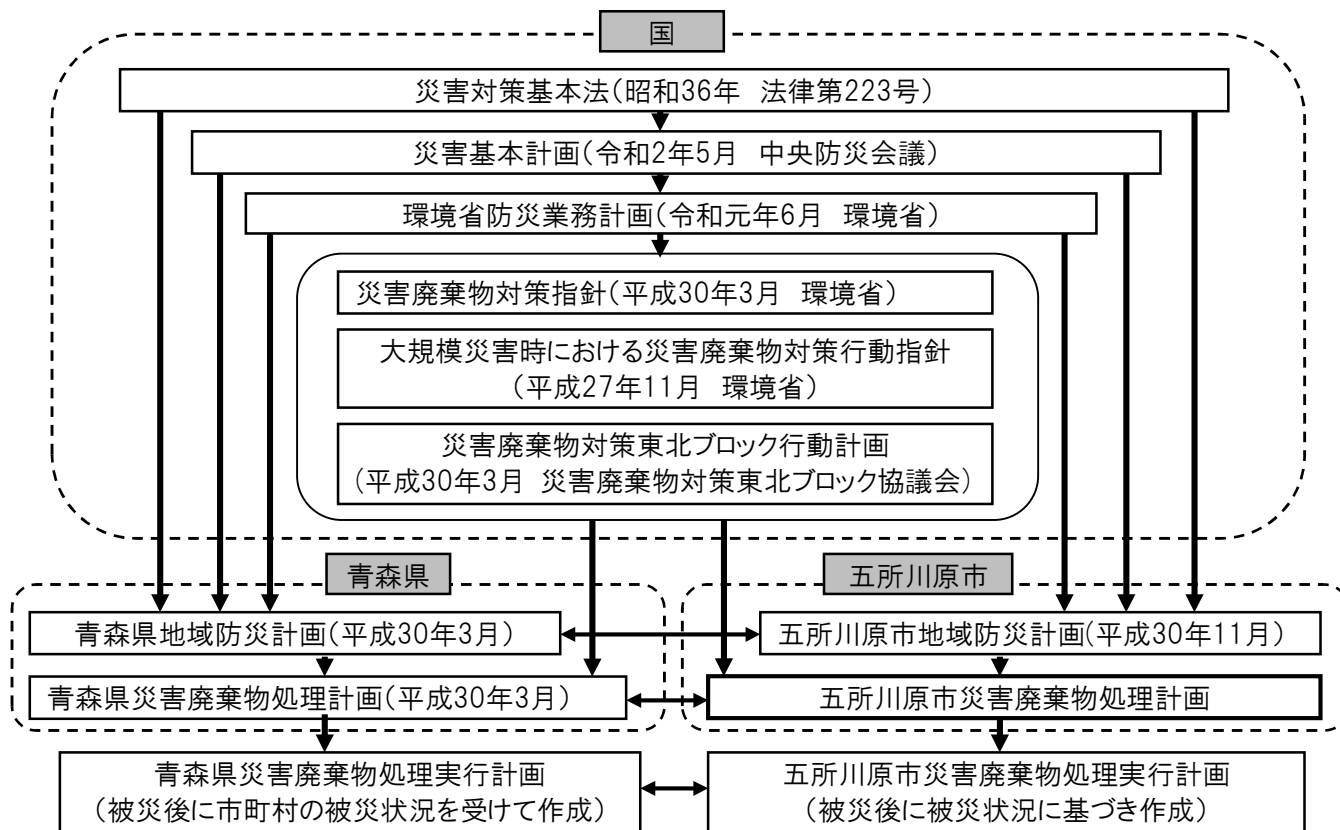 国
災害対策基本法(昭和36年 法律第223号)
災害基本計画(令和2年5月 中央防災会議)
環境省防災業務計画(令和元年6月 環境省)
災害廃棄物対策指針(平成30年3月 環境省)
大規模災害時における災害廃棄物対策行動指針
(平成27年11月 環境省)
災害廃棄物対策東北ブロック行動計画
(平成30年3月 災害廃棄物対策東北ブロック協議会)
青森県
五所川原市
青森県地域防災計画(平成30年3月)
五所川原市地域防災計画(平成30年11月)
青森県災害廃棄物処理計画(平成30年3月)
五所川原市災害廃棄物処理計画
青森県災害廃棄物処理実行計画
(被災後に市町村の被災状況を受けて作成)
五所川原市災害廃棄物処理実行計画
(被災後に被災状況に基づき作成)